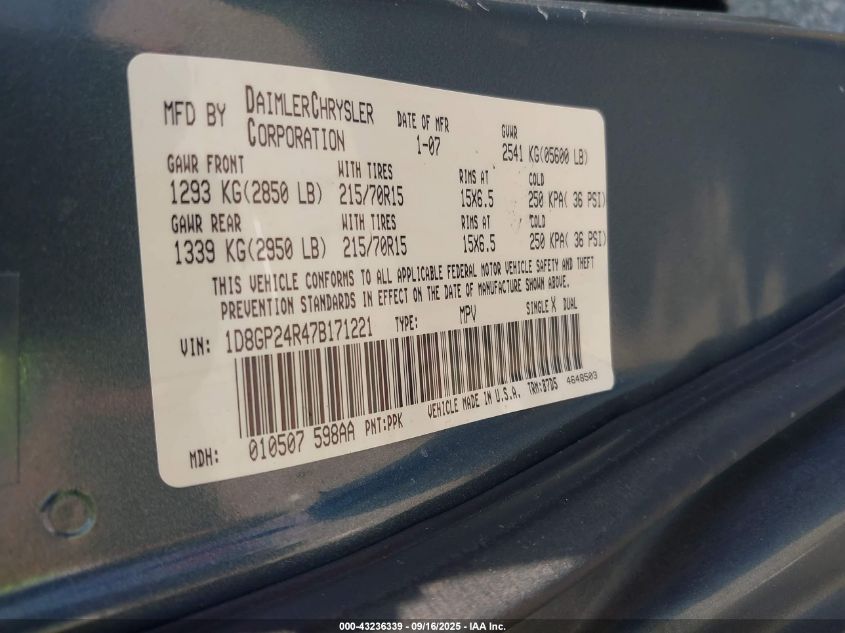 MFD BY DAIMLERCHRYSLER CORPORATION DATE OF MFR 1-07 GVWR 2541 KG(05600 LB)
GAWR FRONT WITH TIRES RIMS AT COLD
1293 KG(2850 LB) 215/70R15 15X6.5 250 KPA( 36 PSI)
GAWR REAR WITH TIRES RIMS AT COLD
1339 KG(2950 LB) 215/70R15 15X6.5 250 KPA( 36 PSI)
THIS VEHICLE CONFORMS TO ALL APPLICABLE FEDERAL MOTOR VEHICLE SAFETY AND THEFT
PREVENTION STANDARDS IN EFFECT ON THE DATE OF MANUFACTURE SHOWN ABOVE.
VIN: 1D8GP24R47B171221 TYPE: MPV SINGLE X DUAL
MDH: 010507 598AA PNT:PPK VEHICLE MADE IN U.S.A. TRM:87D5 4648503
000-43236339 - 09/16/2025 - IAA Inc.